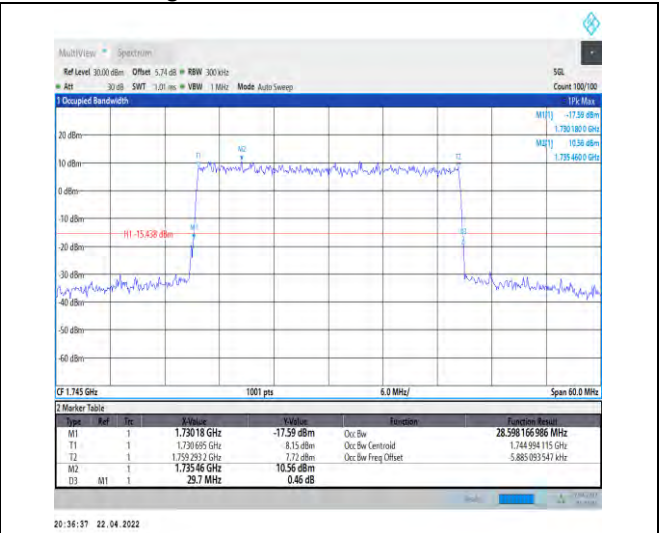 MultiView Spectrum
Ref Level 30.00 dBm Offset 5.74 dB RBW 300 kHz SGL
Att 30 dB SWT 1.01 ms VBW 1 MHz Mode Auto Sweep Count 100/100
1 Occupied Bandwidth 1Pk Max
M1[1] -17.59 dBm
1.730 180 0 GHz
M2[1] 10.56 dBm
1.735 460 0 GHz
20 dBm
M2
T1 T2
10 dBm
0 dBm
-10 dBm
M1
H1 -15.438 dBm
D3
-20 dBm
-30 dBm
-40 dBm
-50 dBm
-60 dBm
CF 1.745 GHz 1001 pts 6.0 MHz/ Span 60.0 MHz
2 Marker Table
Type Ref Trc X-Value Y-Value Function Function Result
M1 1 1.73018 GHz -17.59 dBm Occ Bw 28.598 166 986 MHz
T1 1 1.730 695 GHz 8.15 dBm Occ Bw Centroid 1.744 994 115 GHz
T2 1 1.759 293 2 GHz 7.72 dBm Occ Bw Freq Offset -5.885 093 547 kHz
M2 1 1.735 46 GHz 10.56 dBm
D3 M1 1 29.7 MHz 0.46 dB
20:36:37 22.04.2022